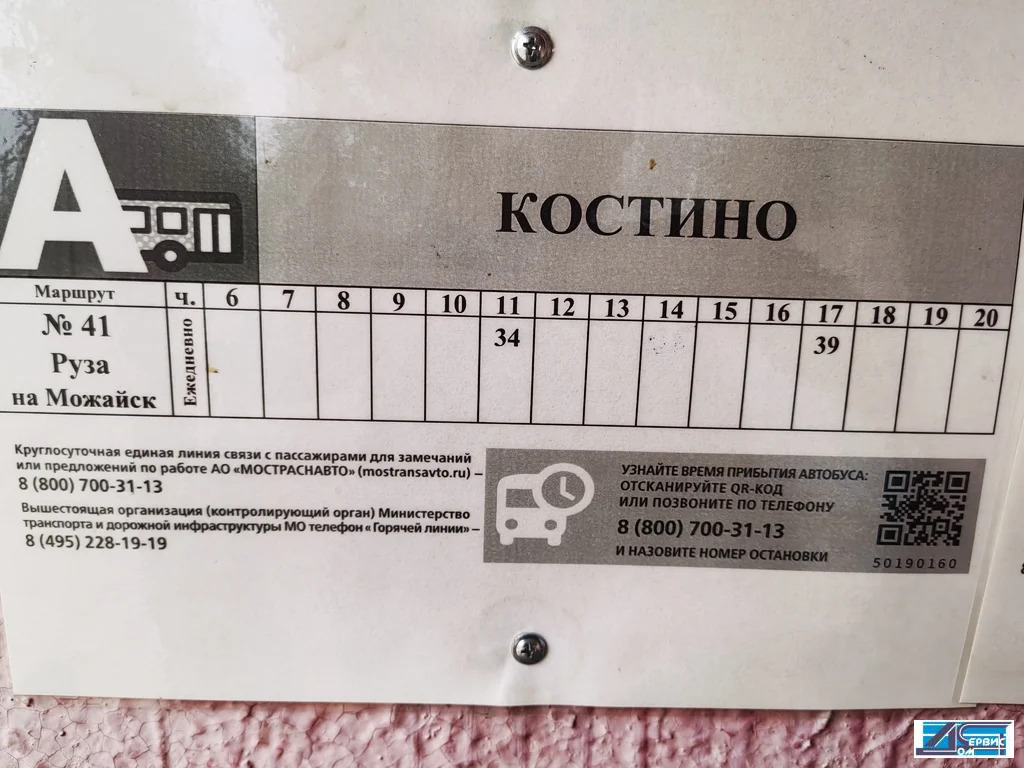 А
КОСТИНО
Маршрут ч. 6 7 8 9 10 11 12 13 14 15 16 17 18 19 20
№ 41
Руза
на Можайск
Ежедневно
34 39
Круглосуточная единая линия связи с пассажирами для замечаний
или предложений по работе АО «МОСТРАСНАВТО» (mostransavto.ru) –
8 (800) 700-31-13
Вышестоящая организация (контролирующий орган) Министерство
транспорта и дорожной инфраструктуры МО телефон «Горячей линии» –
8 (495) 228-19-19
УЗНАЙТЕ ВРЕМЯ ПРИБЫТИЯ АВТОБУСА:
ОТСКАНИРУЙТЕ QR-КОД
ИЛИ ПОЗВОНИТЕ ПО ТЕЛЕФОНУ
8 (800) 700-31-13
И НАЗОВИТЕ НОМЕР ОСТАНОВКИ
50190160
ЕРВИС
ОМ